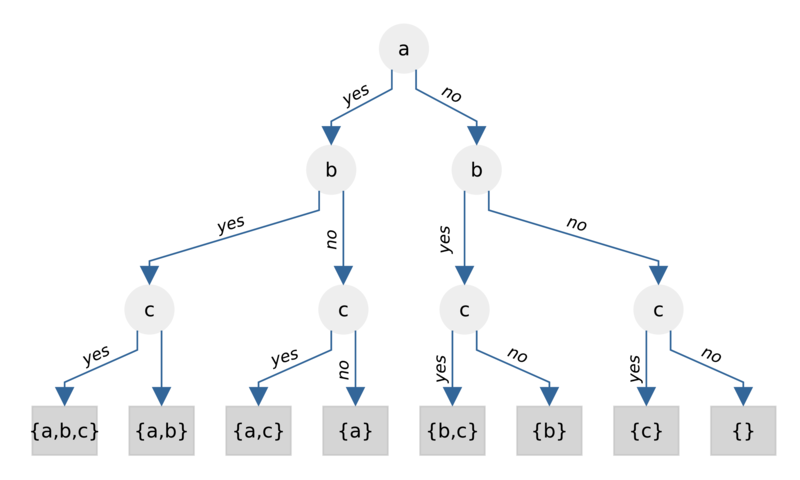 a
yes
no
b
b
yes
no
yes
no
c
c
c
c
yes
yes
no
yes
no
yes
no
{a,b,c}
{a,b}
{a,c}
{a}
{b,c}
{b}
{c}
{}